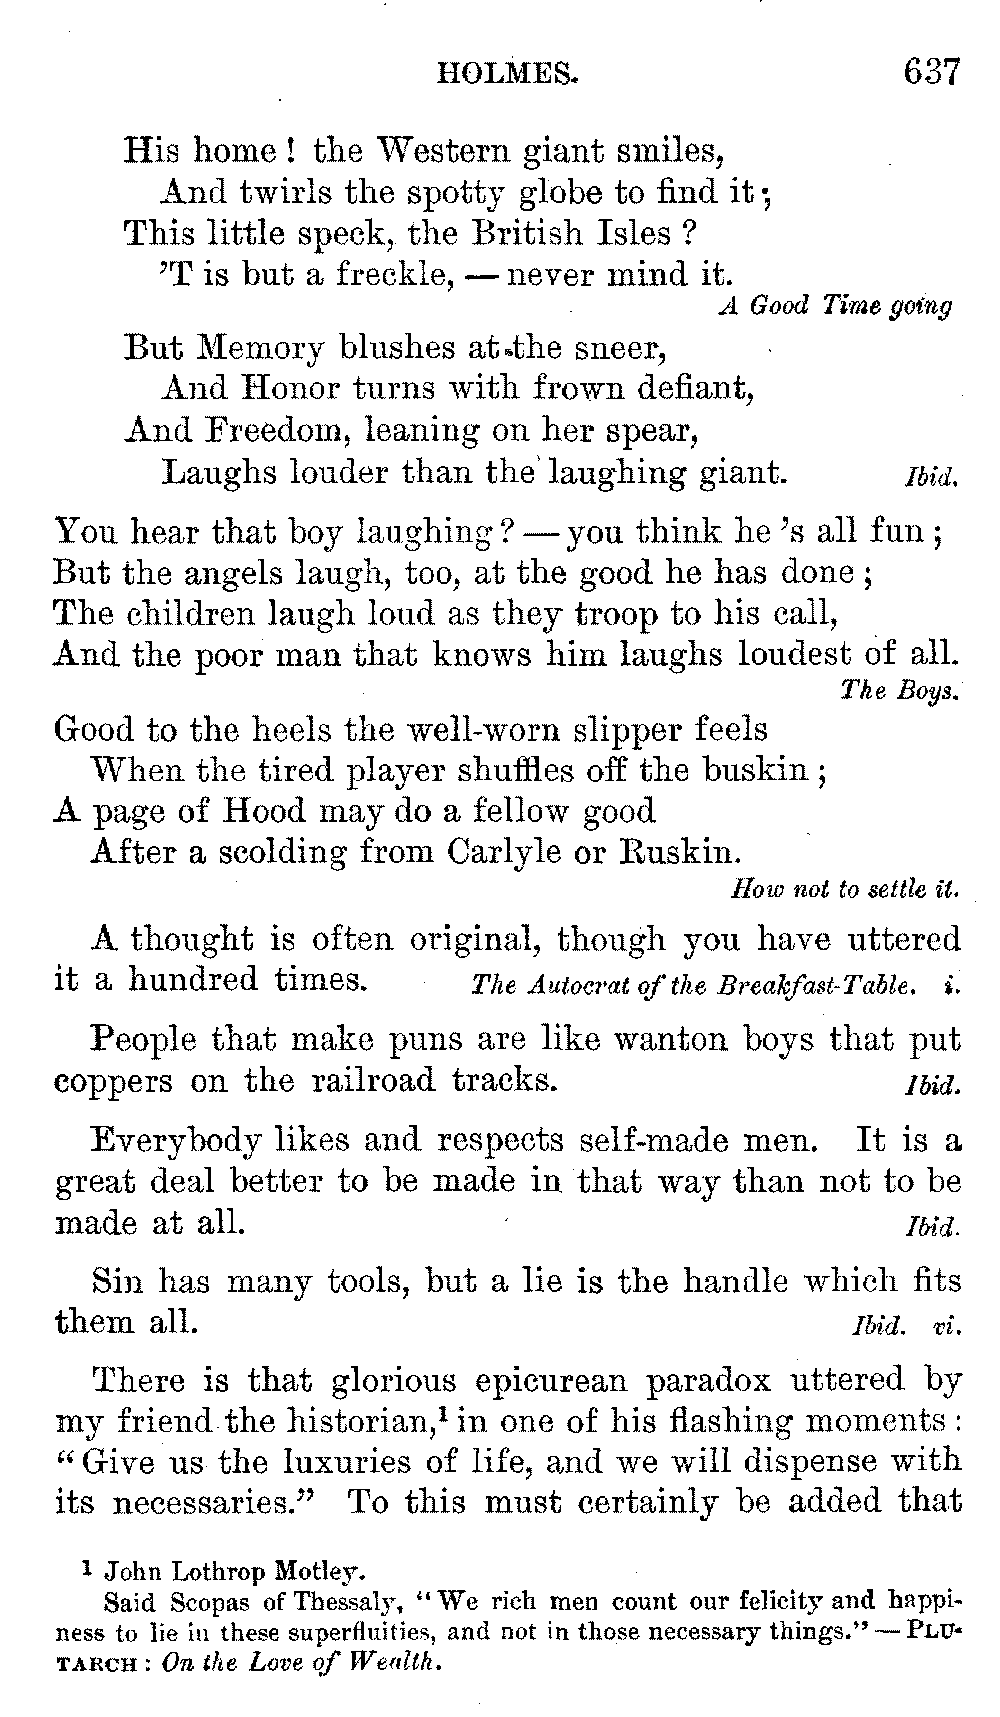 HOLMES. 637
His home ! the Western giant smiles,
And twirls the spotty globe to find it ;
This little speck, the British Isles ?
’T is but a freckle, — never mind it.
A Good Time going
But Memory blushes at the sneer,
And Honor turns with frown defiant,
And Freedom, leaning on her spear,
Laughs louder than the laughing giant. Ibid.
You hear that boy laughing ? — you think he ’s all fun ;
But the angels laugh, too, at the good he has done ;
The children laugh loud as they troop to his call,
And the poor man that knows him laughs loudest of all.
The Boys.
Good to the heels the well-worn slipper feels
When the tired player shuffles off the buskin ;
A page of Hood may do a fellow good
After a scolding from Carlyle or Ruskin.
How not to settle it.
A thought is often original, though you have uttered
it a hundred times. The Autocrat of the Breakfast-Table. i.
People that make puns are like wanton boys that put
coppers on the railroad tracks. Ibid.
Everybody likes and respects self-made men. It is a
great deal better to be made in that way than not to be
made at all. Ibid.
Sin has many tools, but a lie is the handle which fits
them all. Ibid. vi.
There is that glorious epicurean paradox uttered by
my friend the historian,¹ in one of his flashing moments :
“ Give us the luxuries of life, and we will dispense with
its necessaries.” To this must certainly be added that
¹ John Lothrop Motley.
Said Scopas of Thessaly, “ We rich men count our felicity and happi-
ness to lie in these superfluities, and not in those necessary things.” — PLU-
TARCH : On the Love of Wealth.